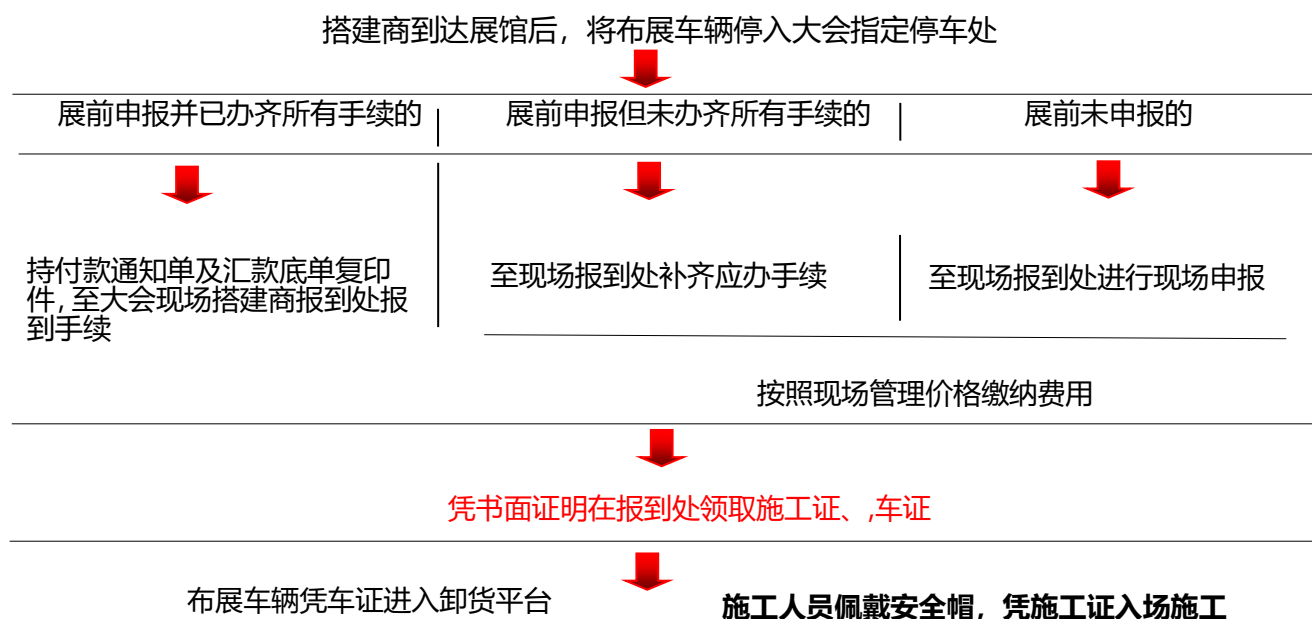 搭建商到达展馆后，将布展车辆停入大会指定停车处
展前申报并已办齐所有手续的
展前申报但未办齐所有手续的
展前未申报的
持付款通知单及汇款底单复印
件,至大会现场搭建商报到处报
到手续
至现场报到处补齐应办手续
至现场报到处进行现场申报
按照现场管理价格缴纳费用
凭书面证明在报到处领取施工证、,车证
布展车辆凭车证进入卸货平台
施工人员佩戴安全帽，凭施工证入场施工